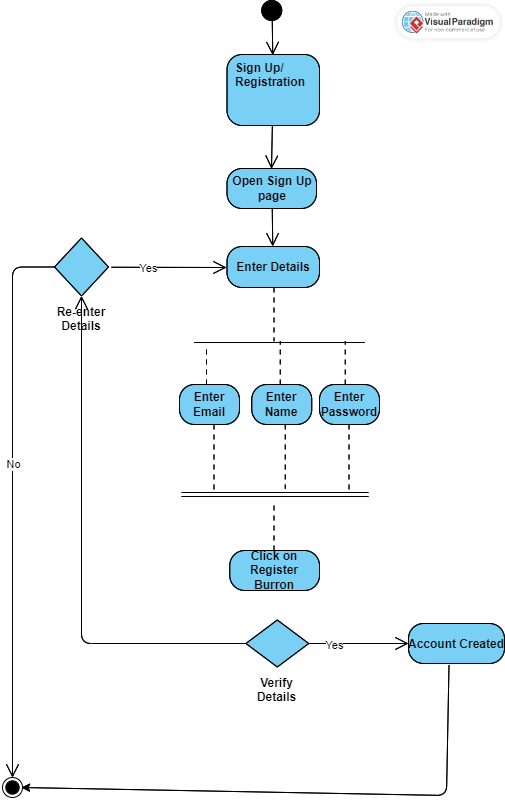 Made with
Visual Paradigm
For non-commercial use
Sign Up/
Registration
Open Sign Up
page
Yes
Enter Details
Re-enter
Details
Enter
Email
Enter
Name
Enter
Password
No
Click on
Register
Burron
Yes
Account Created
Verify
Details